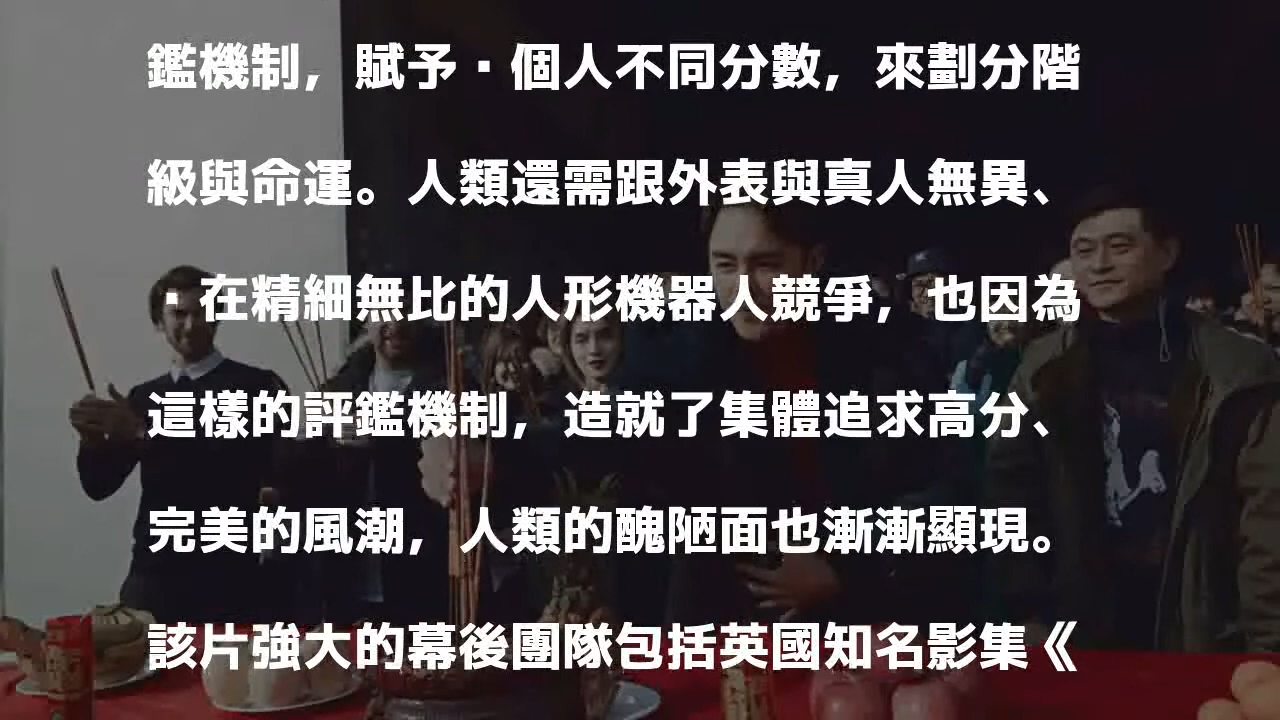 鑑機制，賦予·個人不同分數，來劃分階
級與命運。人類還需跟外表與真人無異、
·在精細無比的人形機器人競爭，也因為
這樣的評鑑機制，造就了集體追求高分、
完美的風潮，人類的醜陋面也漸漸顯現。
該片強大的幕後團隊包括英國知名影集《